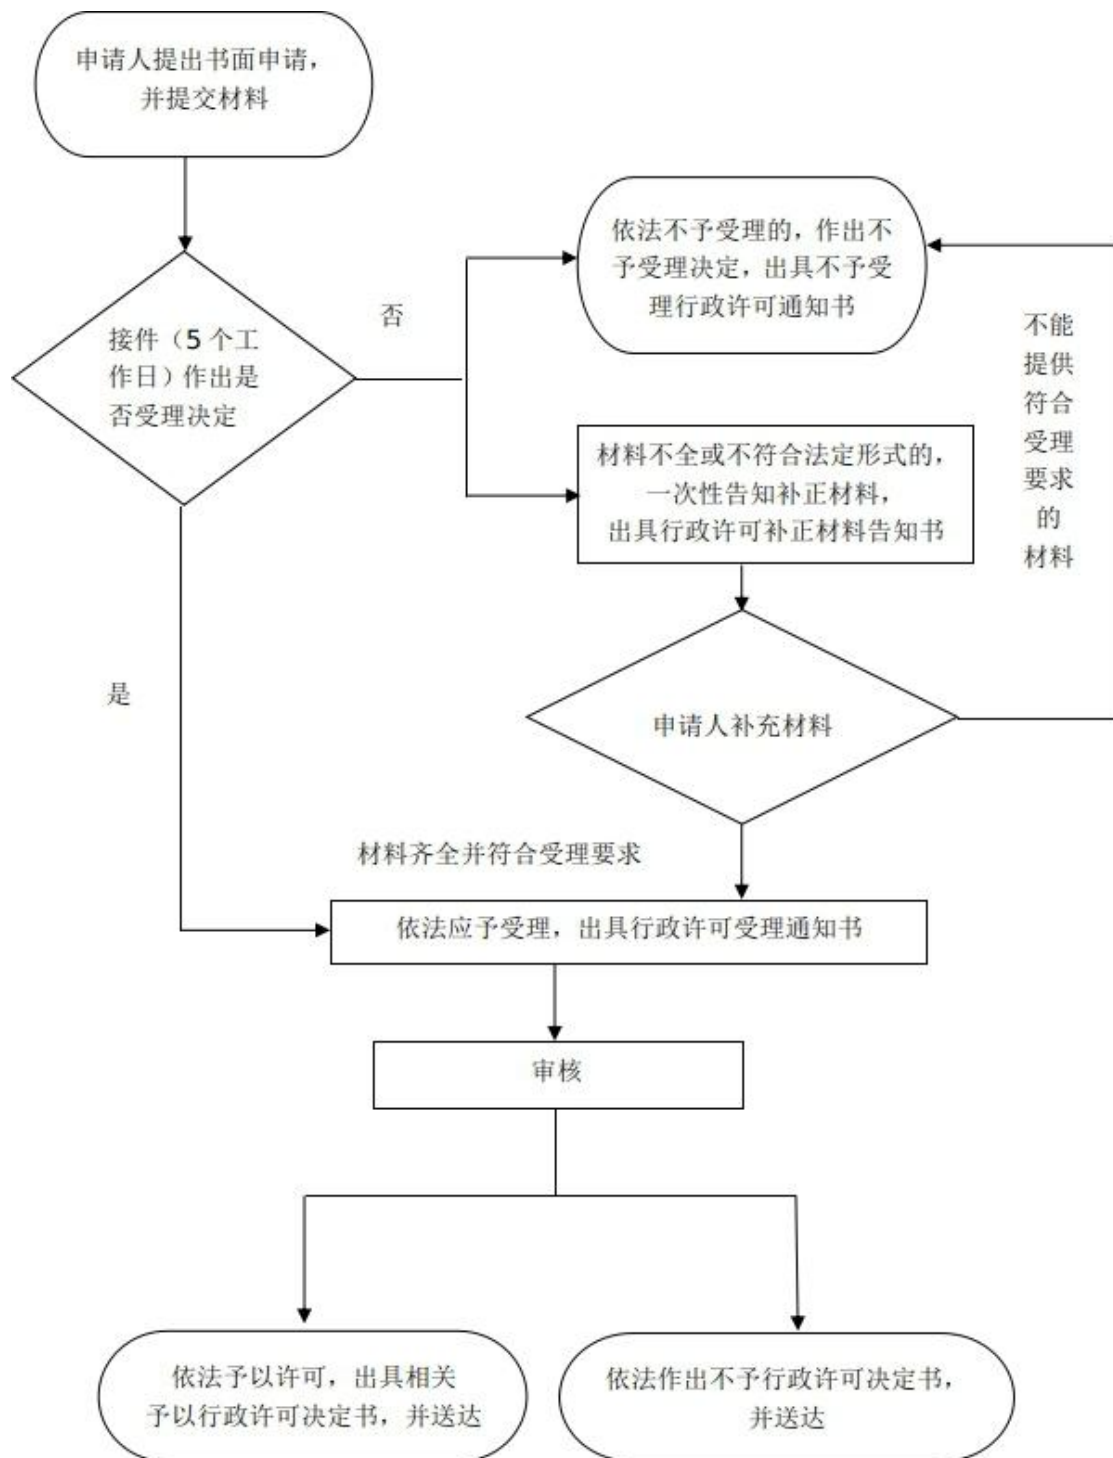 申请人提出书面申请，
并提交材料
依法不予受理的，作出不
予受理决定，出具不予受
理行政许可通知书
否
接件（5 个工
作日）作出是
否受理决定
不能
提供
符合
受理
要求
的
材料
材料不全或不符合法定形式的，
一次性告知补正材料，
出具行政许可补正材料告知书
是
申请人补充材料
材料齐全并符合受理要求
依法应予受理，出具行政许可受理通知书
审核
依法予以许可，出具相关
予以行政许可决定书，并送达
依法作出不予行政许可决定书，
并送达